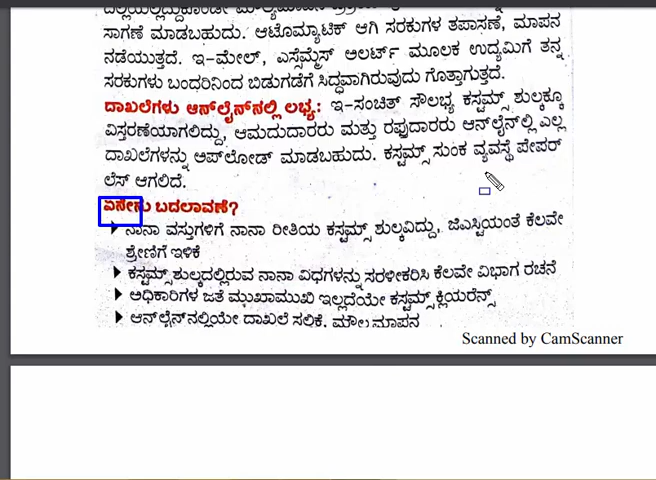 ಸಾಗಣೆ ಮಾಡಬಹುದು. ಆಟೊಮ್ಯಾಟಿಕ್ ಆಗಿ ಸರಕುಗಳ ತಪಾಸಣೆ, ಮಾಪನ
ನಡೆಯುತ್ತದೆ. ಇ-ಮೇಲ್, ಎಸ್ಸೆಮ್ಮೆಸ್ ಅಲರ್ಟ್ ಮೂಲಕ ಉದ್ಯಮಿಗೆ ತನ್ನ
ಸರಕುಗಳು ಬಂದರಿನಿಂದ ಬಿಡುಗಡೆಗೆ ಸಿದ್ಧವಾಗಿರುವುದು ಗೊತ್ತಾಗುತ್ತದೆ.
ದಾಖಲೆಗಳು ಆನ್‌ಲೈನ್‌ನಲ್ಲಿ ಲಭ್ಯ: ಇ-ಸಂಚಿತ್ ಸೌಲಭ್ಯ ಕಸ್ಟಮ್ಸ್ ಶುಲ್ಕಕ್ಕೂ
ವಿಸ್ತರಣೆಯಾಗಲಿದ್ದು, ಆಮದುದಾರರು ಮತ್ತು ರಫ್ತುದಾರರು ಆನ್‌ಲೈನ್‌ಲ್ಲಿ ಎಲ್ಲ
ದಾಖಲೆಗಳನ್ನು ಅಪ್‌ಲೋಡ್ ಮಾಡಬಹುದು. ಕಸ್ಟಮ್ಸ್ ಸುಂಕ ವ್ಯವಸ್ಥೆ ಪೇಪರ್
ಲೆಸ್ ಆಗಲಿದೆ.
ಏನೇನು ಬದಲಾವಣೆ?
ನಾನಾ ವಸ್ತುಗಳಿಗೆ ನಾನಾ ರೀತಿಯ ಕಸ್ಟಮ್ಸ್ ಶುಲ್ಕವಿದ್ದು, ಜಿಎಸ್ಟಿಯಂತೆ ಕೆಲವೇ
ಶ್ರೇಣಿಗೆ ಇಳಿಕೆ
ಕಸ್ಟಮ್ಸ್ ಶುಲ್ಕದಲ್ಲಿರುವ ನಾನಾ ವಿಧಗಳನ್ನು ಸರಳೀಕರಿಸಿ ಕೆಲವೇ ವಿಭಾಗ ರಚನೆ
ಅಧಿಕಾರಿಗಳ ಜತೆ ಮುಖಾಮುಖಿ ಇಲ್ಲದೆಯೇ ಕಸ್ಟಮ್ಸ್ ಕ್ಲಿಯರೆನ್ಸ್
ಆನ್‌ಲೈನ್‌ನಲ್ಲಿಯೇ ದಾಖಲೆ ಸಲ್ಲಿಕೆ, ಮೌಲ್ಯಮಾಪನ
Scanned by CamScanner